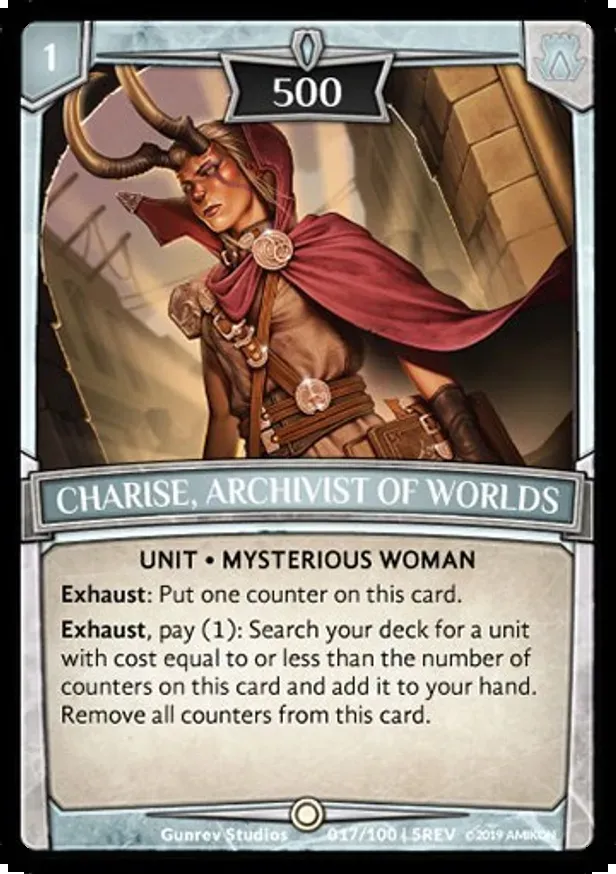 1
500
CHARISE, ARCHIVIST OF WORLDS
UNIT • MYSTERIOUS WOMAN
Exhaust: Put one counter on this card.
Exhaust, pay (1): Search your deck for a unit
with cost equal to or less than the number of
counters on this card and add it to your hand.
Remove all counters from this card.
Gunrev Studios 017/100 | SREV ©2019 AMIKON